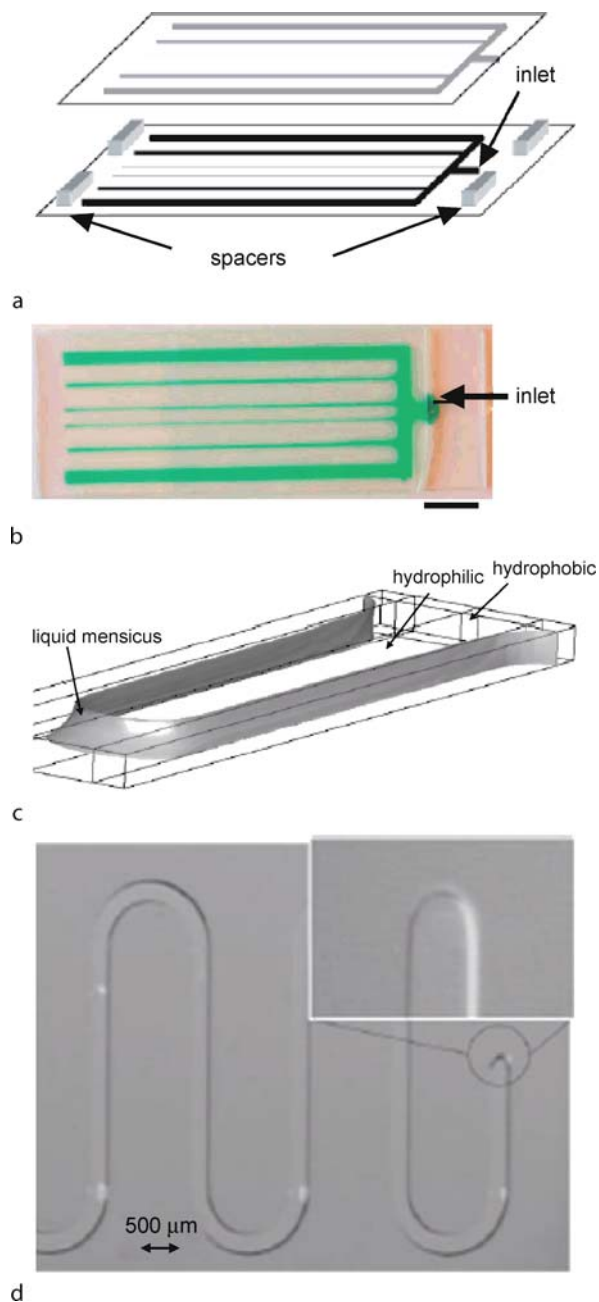 inlet
spacers
a
inlet
b
hydrophobic
hydrophilic
liquid mensicus
c
500 μm
d